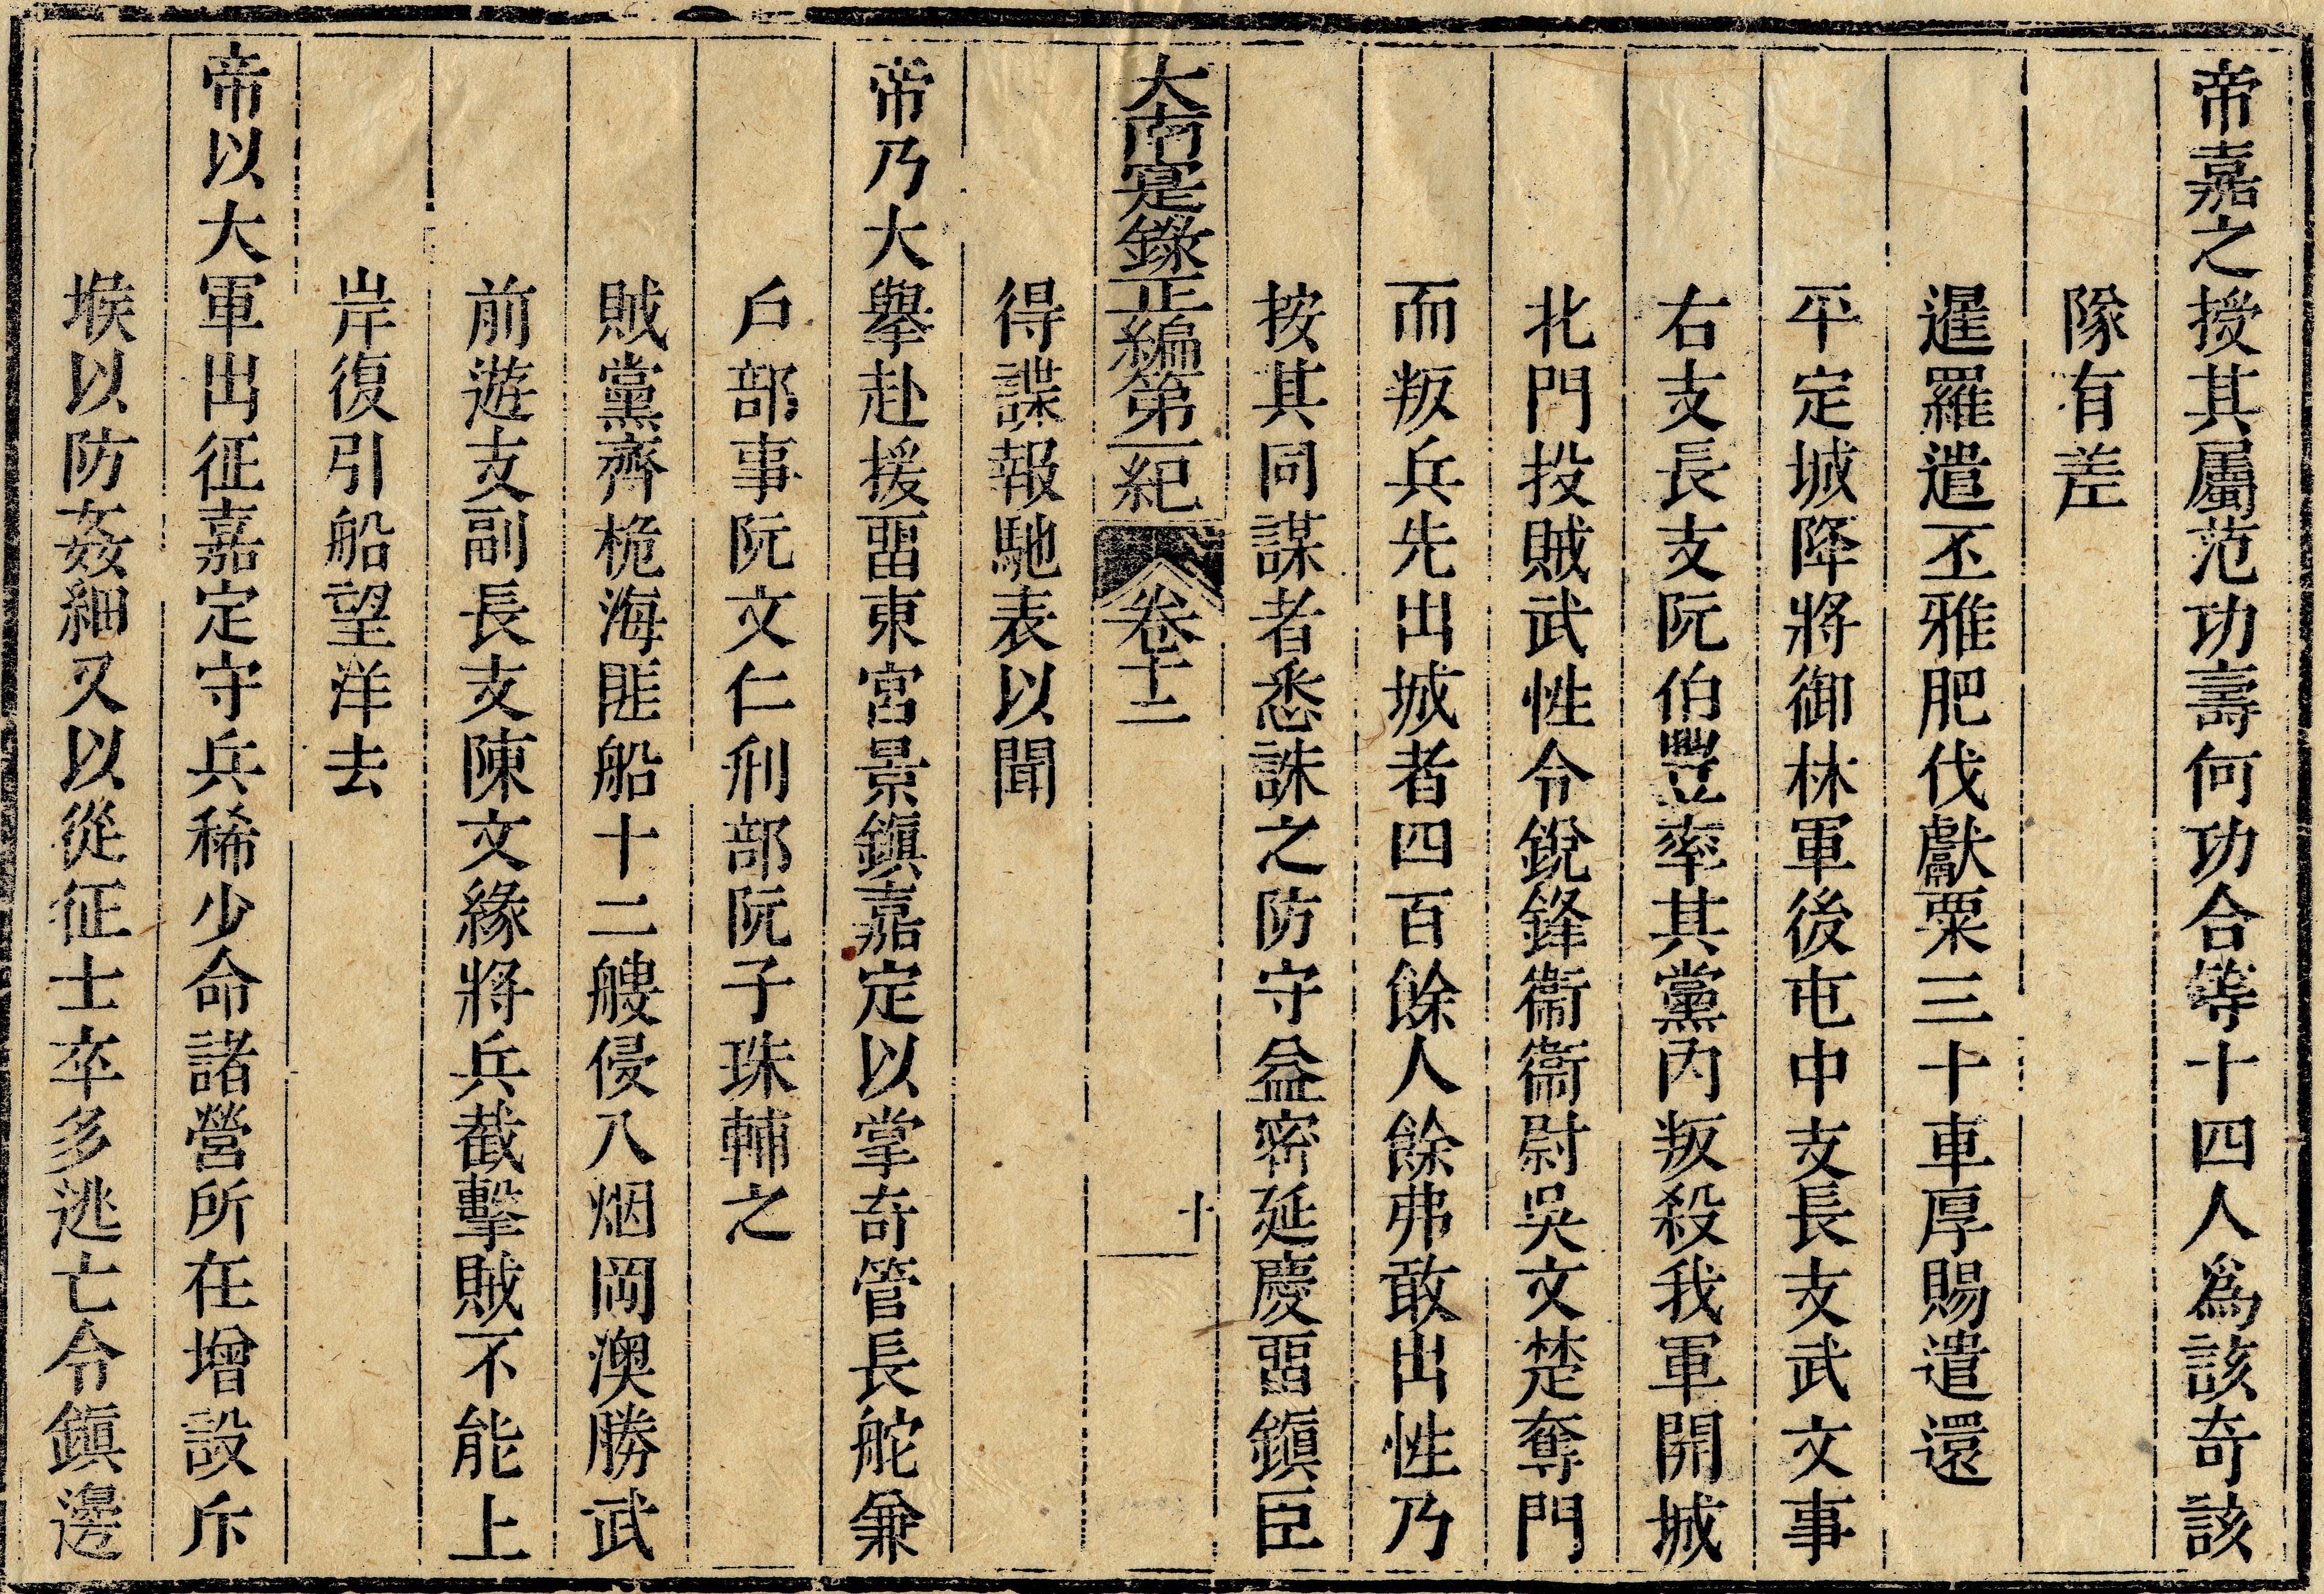 帝嘉之授其屬范功壽何功合等十四人爲該奇該
隊有差
暹羅遣丕雅肥伐獻粟三十車厚賜遣還
平定城降將御林軍後屯中支長支武文事
右支長支阮伯豐率其黨內叛殺我軍開城
北門投賊武性令銳鋒衞衞尉吳文楚奪門
而叛兵先出城者四百餘人餘弗敢出性乃
按其同謀者悉誅之防守益密延慶畱鎭臣
大南寔錄正編第一紀 卷十二 十
得諜報馳表以聞
帝乃大擧赴援畱東宮景鎭嘉定以掌奇管長舵兼
戶部事阮文仁刑部阮子珠輔之
賊黨齊桅海匪船十二艘侵入烟岡澳勝武
前遊支副長支陳文緣將兵截擊賊不能上
岸復引船望洋去
帝以大軍出征嘉定守兵稀少命諸營所在增設斥
堠以防姦細又以從征士卒多逃亡令鎭邊